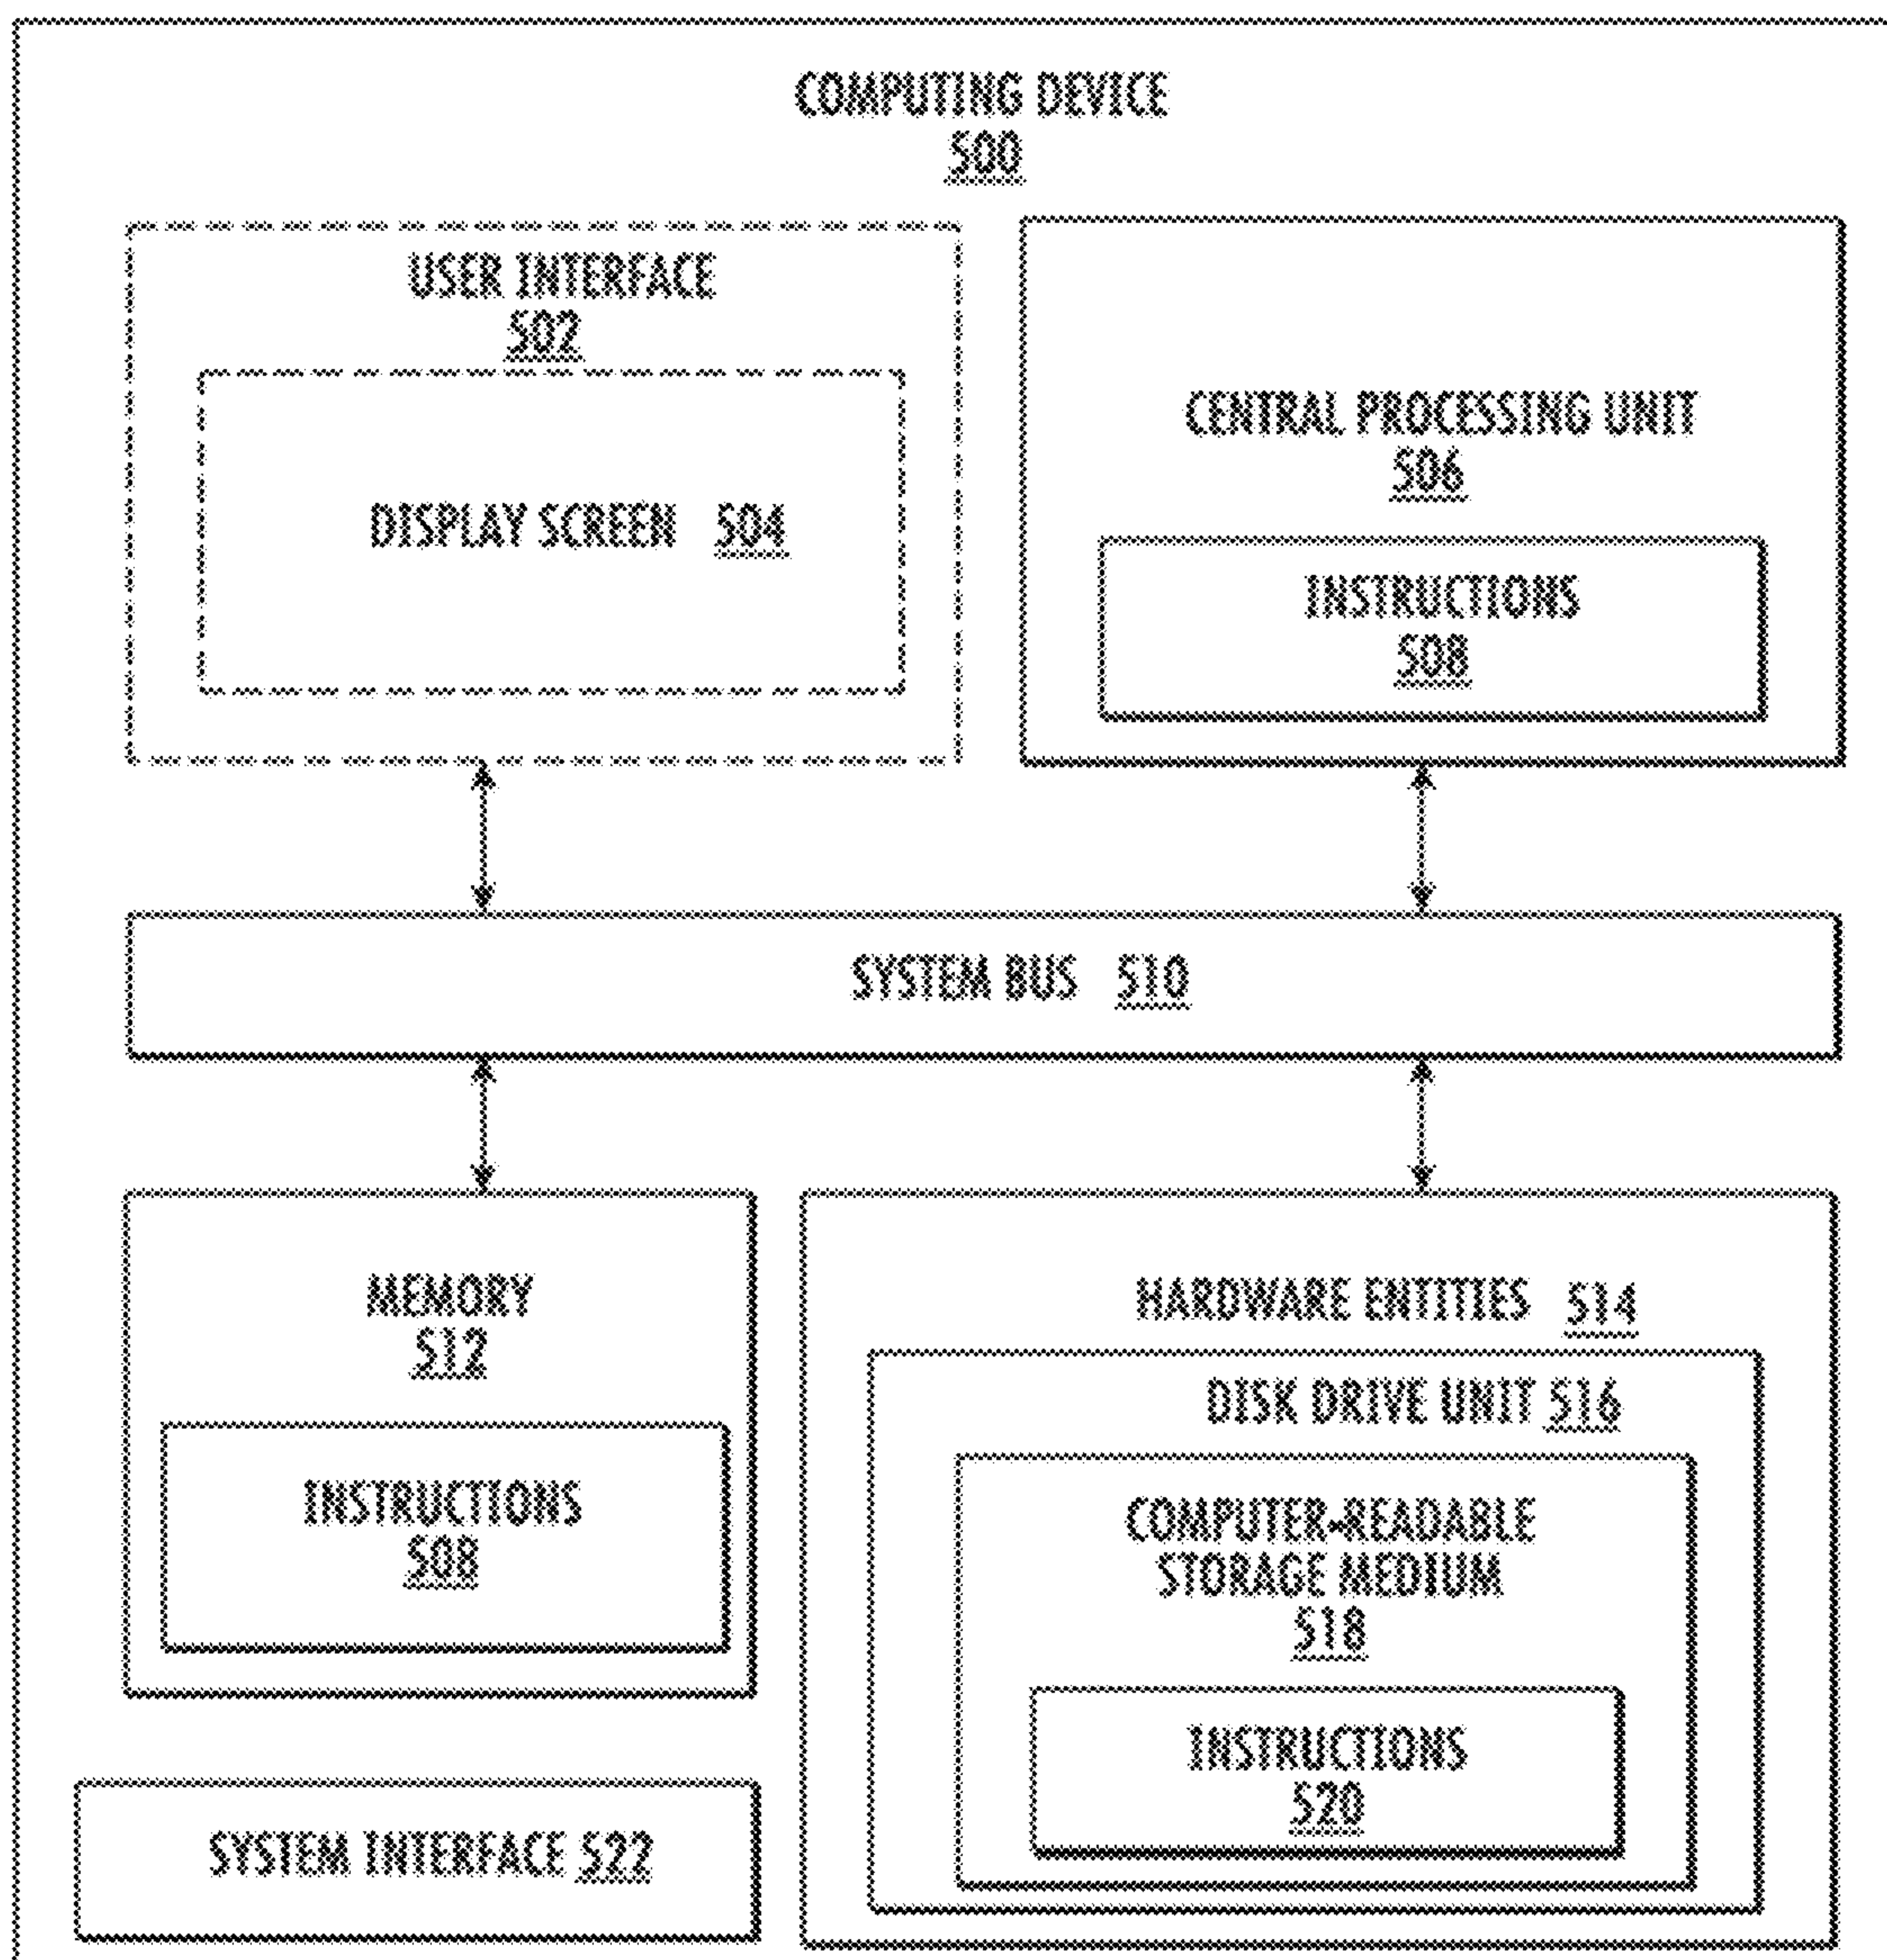 COMPUTING DEVICE
500
USER INTERFACE
502
DISPLAY SCREEN 504
CENTRAL PROCESSING UNIT
506
INSTRUCTIONS
508
SYSTEM BUS 510
MEMORY
512
INSTRUCTIONS
508
HARDWARE ENTITIES 514
DISK DRIVE UNIT 516
COMPUTER-READABLE
STORAGE MEDIUM
518
INSTRUCTIONS
520
SYSTEM INTERFACE 522